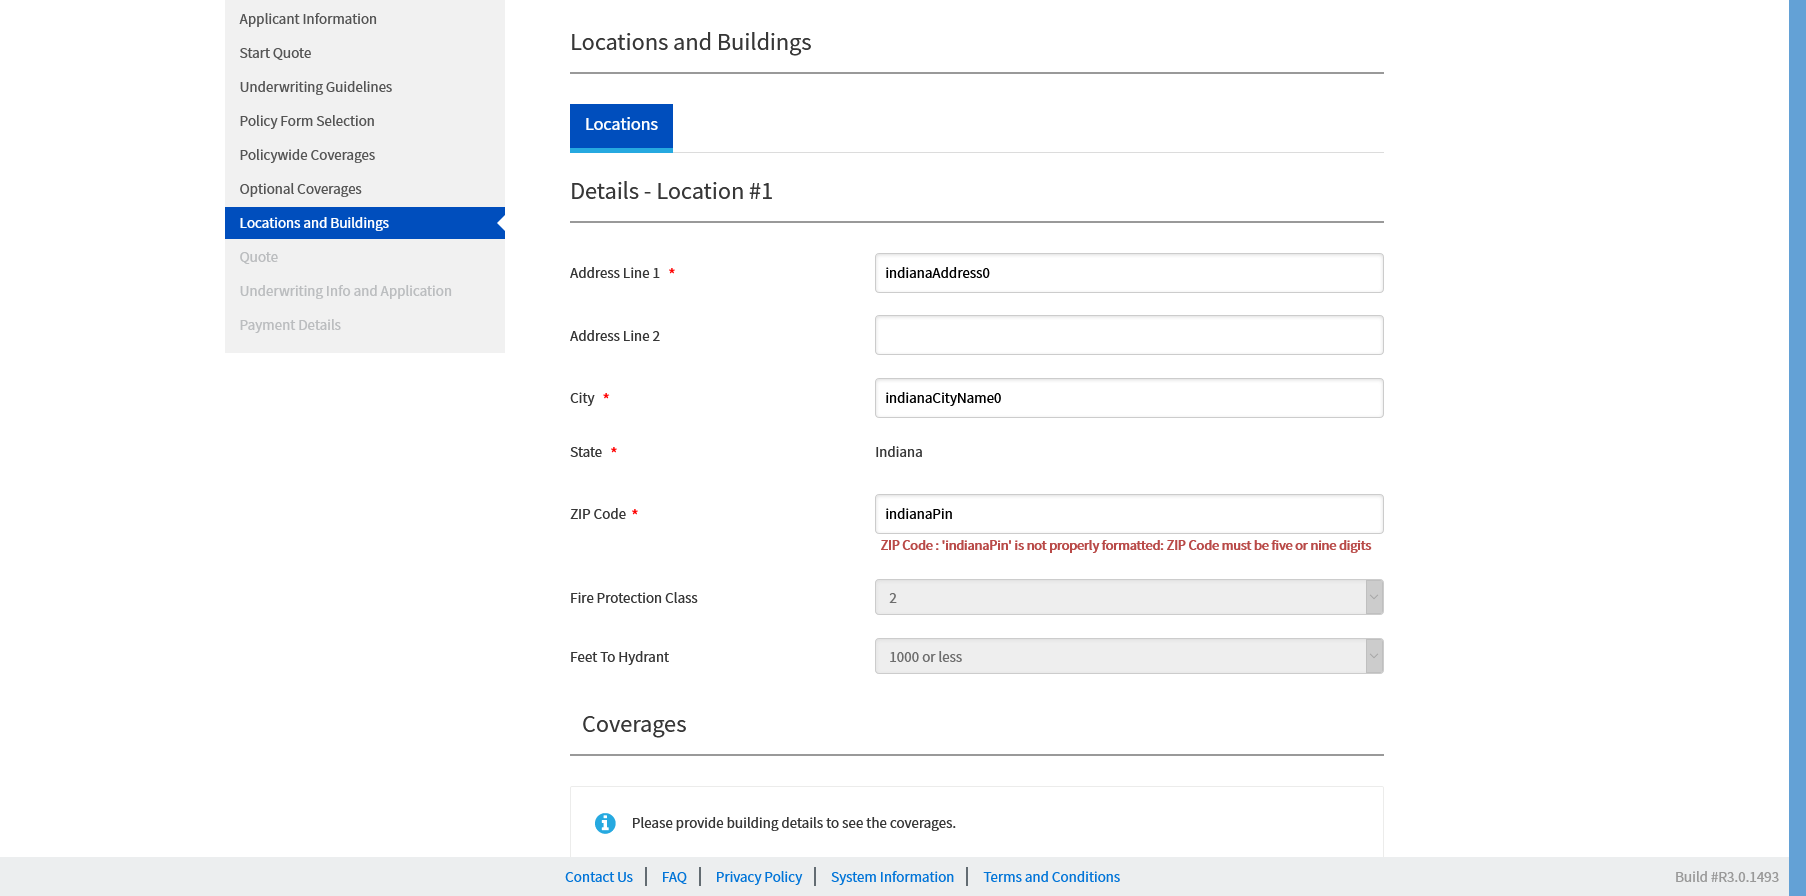 Applicant Information
Start Quote
Underwriting Guidelines
Policy Form Selection
Policywide Coverages
Optional Coverages
Locations and Buildings
Quote
Underwriting Info and Application
Payment Details
Locations and Buildings
Locations
Details - Location #1
Address Line 1 * indianaAddress0
Address Line 2
City * indianaCityName0
State * Indiana
ZIP Code * indianaPin
ZIP Code : 'indianaPin' is not properly formatted: ZIP Code must be five or nine digits
Fire Protection Class 2
Feet To Hydrant 1000 or less
Coverages
Please provide building details to see the coverages.
Contact Us | FAQ | Privacy Policy | System Information | Terms and Conditions
Build #R3.0.1493